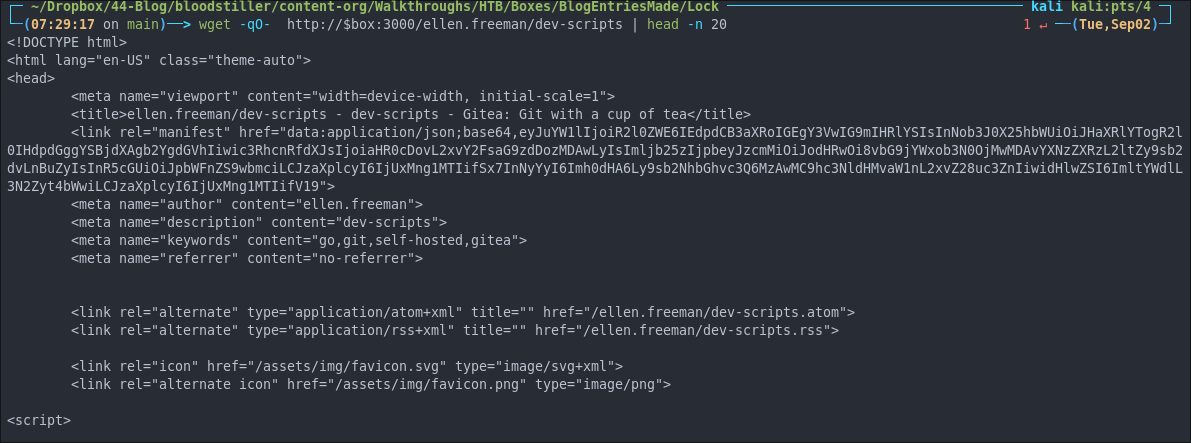 ~/Dropbox/44-Blog/bloodstiller/content-org/Walkthroughs/HTB/Boxes/BlogEntriesMade/Lock kali kali:pts/4
(07:29:17 on main)──> wget -qO-  http://$box:3000/ellen.freeman/dev-scripts | head -n 20 1 ↵ ──(Tue,Sep02)─
<!DOCTYPE html>
<html lang="en-US" class="theme-auto">
<head>
<meta name="viewport" content="width=device-width, initial-scale=1">
<title>ellen.freeman/dev-scripts - dev-scripts - Gitea: Git with a cup of tea</title>
<link rel="manifest" href="data:application/json;base64,eyJuYW1lIjoiR2l0ZWE6IEdpdCB3aXRoIGEgY3VwIG9mIHRlYSIsInNob3J0X25hbWUiOiJHaXRlYTogR2l
0IHdpdGggYSBjdXAgb2YgdGVhIiwic3RhcnRfdXJsIjoiaHR0cDovL2xvY2FsaG9zdDozMDAwLyIsImljb25zIjpbeyJzcmMiOiJodHRwOi8vbG9jYWxob3N0OjMwMDAvYXNzZXRzL2ltZy9sb2
dvLnBuZyIsInR5cGUiOiJpbWFnZS9wbmciLCJzaXplcyI6IjUxMng1MTIifSx7InNyYyI6Imh0dHA6Ly9sb2NhbGhvc3Q6MzAwMC9hc3NldHMvaW1nL2xvZ28uc3ZnIiwidHlwZSI6ImltYWdlL
3N2Zyt4bWwiLCJzaXplcyI6IjUxMng1MTIifV19">
<meta name="author" content="ellen.freeman">
<meta name="description" content="dev-scripts">
<meta name="keywords" content="go,git,self-hosted,gitea">
<meta name="referrer" content="no-referrer">
<link rel="alternate" type="application/atom+xml" title="" href="/ellen.freeman/dev-scripts.atom">
<link rel="alternate" type="application/rss+xml" title="" href="/ellen.freeman/dev-scripts.rss">
<link rel="icon" href="/assets/img/favicon.svg" type="image/svg+xml">
<link rel="alternate icon" href="/assets/img/favicon.png" type="image/png">
<script>